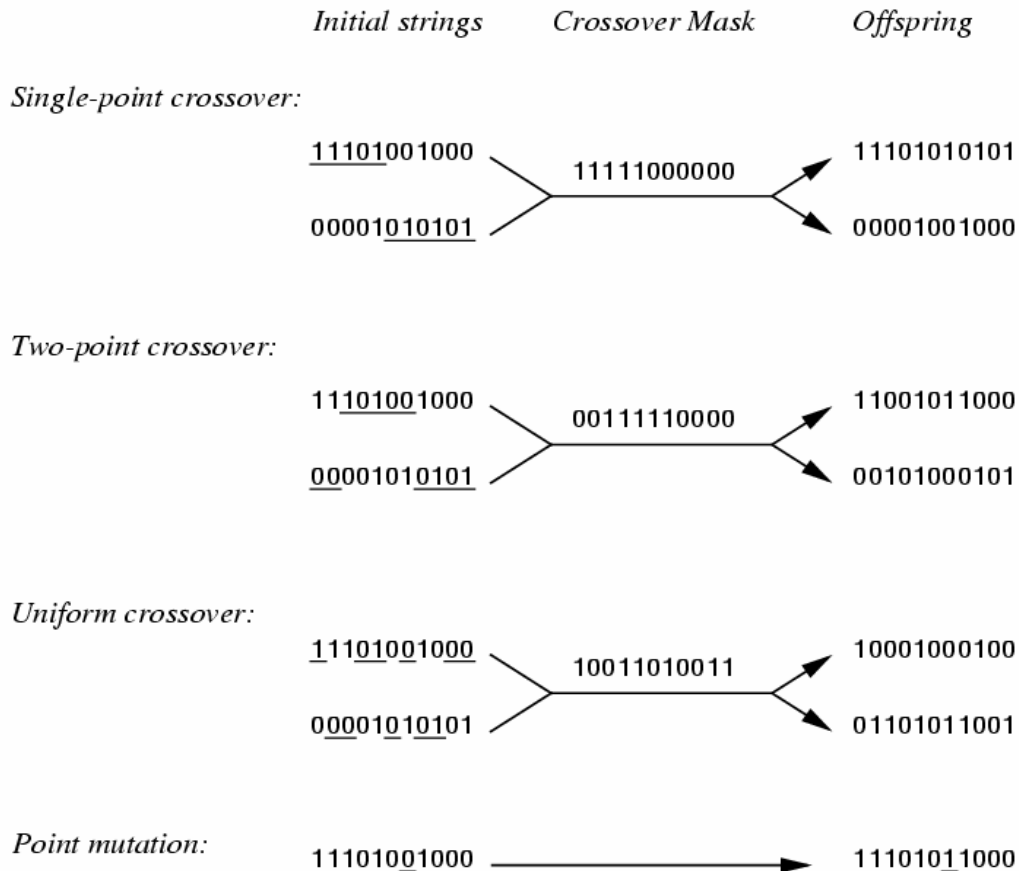 Initial strings Crossover Mask Offspring
Single-point crossover:
11101001000 11111000000 11101010101
00001010101 00001001000
Two-point crossover:
11101001000 00111110000 11001011000
00001010101 00101000101
Uniform crossover:
11101001000 10011010011 10001000100
00001010101 01101011001
Point mutation: 11101001000 11101011000